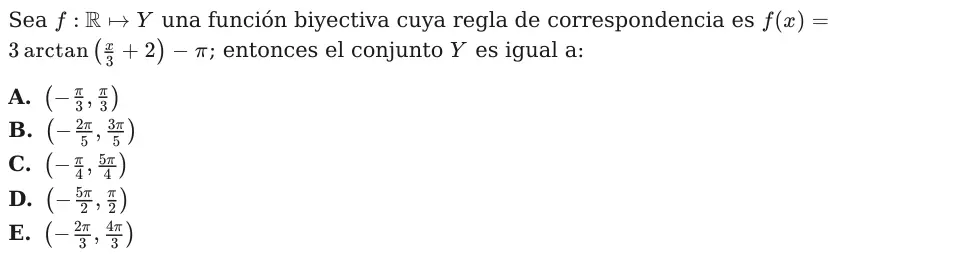 Sea f : ℝ ↦ Y una función biyectiva cuya regla de correspondencia es f(x) =
3 arctan (x/3 + 2) − π; entonces el conjunto Y es igual a:
A. (−π/3, π/3)
B. (−2π/5, 3π/5)
C. (−π/4, 5π/4)
D. (−5π/2, π/2)
E. (−2π/3, 4π/3)